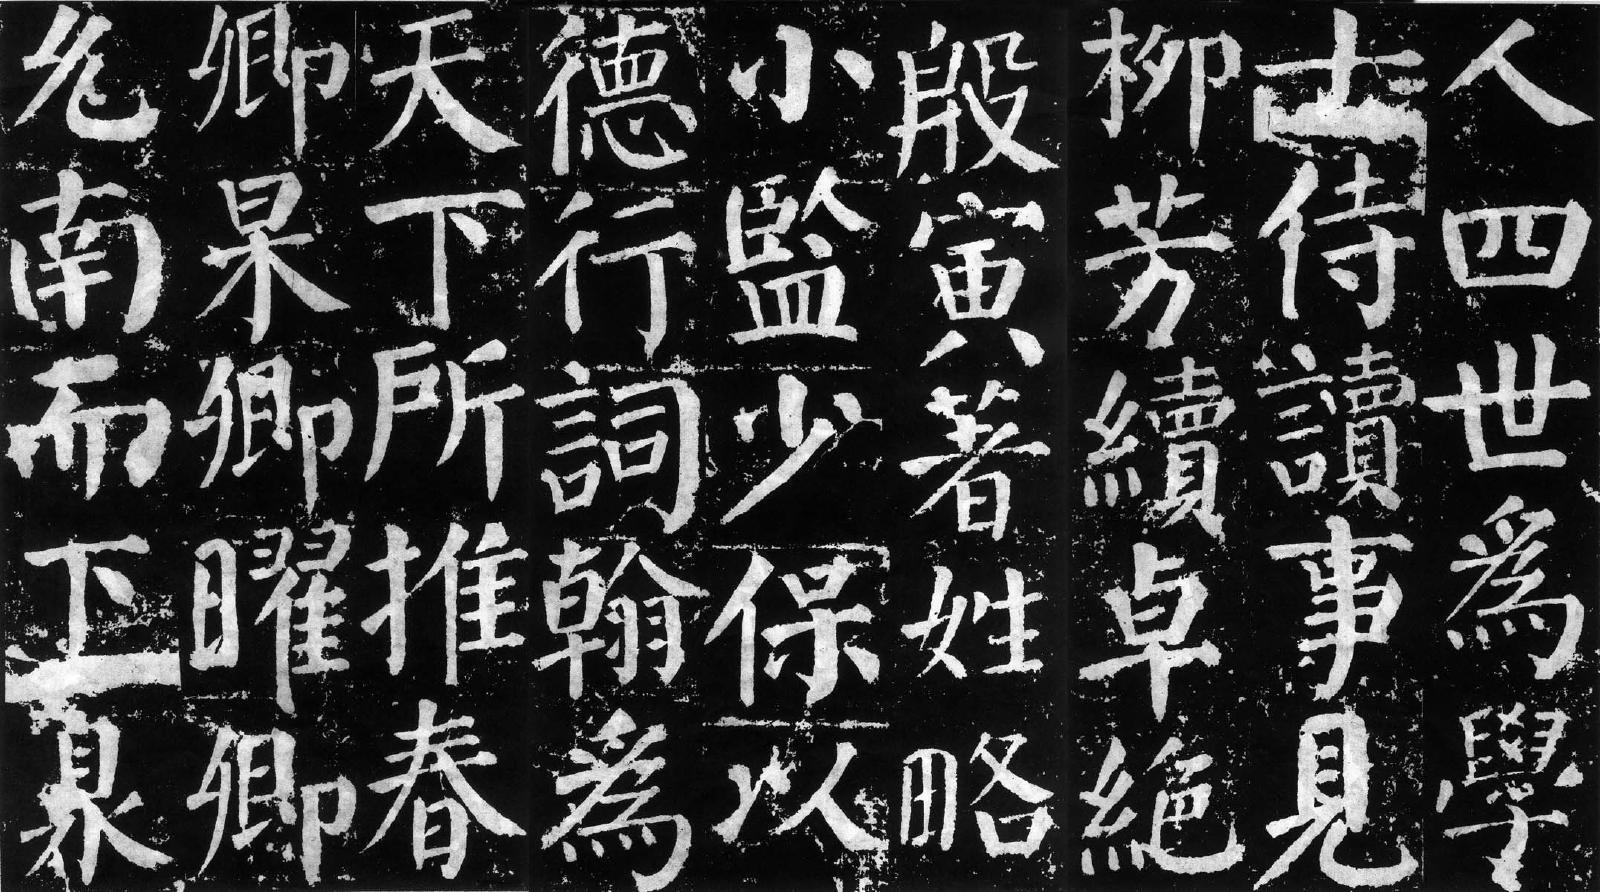 人四世為學
士侍讀事見
柳芳續卓絕
殷寅著姓略
小監少保以
德行詞翰為
天下所推春
卿杲卿曜卿
允南而下臮